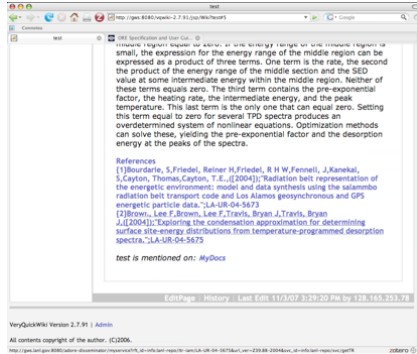 test
http://gws:8080/vqwiki-2.7.91/jsp/Wiki?test#5
Google
test
ORE Specification and User Gui...
middle region equal to zero. If the energy range of the middle region is
small, the expression for the energy range of the middle region can be
expressed as a product of three terms. One term is the rate, the second
the product of the energy range of the middle section and the SED
value at some intermediate energy within the middle region. Neither of
these terms equals zero. The third term contains the pre-exponential
factor, the heating rate, the intermediate energy, and the peak
temperature. This last term is the only one that can equal zero. Setting
this term equal to zero for several TPD spectra produces an
overdetermined system of nonlinear equations. Optimization methods
can solve these, yielding the pre-exponential factor and the desorption
energy at the peaks of the spectra.
References
[1]Bourdarie, S,Friedel, Reiner H,Friedel, R H W,Fennell, J,Kanekal,
S,Cayton, Thomas,Cayton, T.E.,([2004]);"Radiation belt representation of
the energetic environment: model and data synthesis using the salammbo
radiation belt transport code and Los Alamos geosynchronous and GPS
energetic particle data.";LA-UR-04-5673
[2]Brown, Lee F,Brown, Lee F,Travis, Bryan J,Travis, Bryan
J,([2004]);"Exploring the condensation approximation for determining
surface site-energy distributions from temperature-programmed desorption
spectra.";LA-UR-04-5675
test is mentioned on: MyDocs
EditPage | History | Last Edit 11/3/07 3:29:20 PM by 128.165.253.78
VeryQuickWiki Version 2.7.91 | Admin
All contents copyright of the author. (C)2006.
zotero